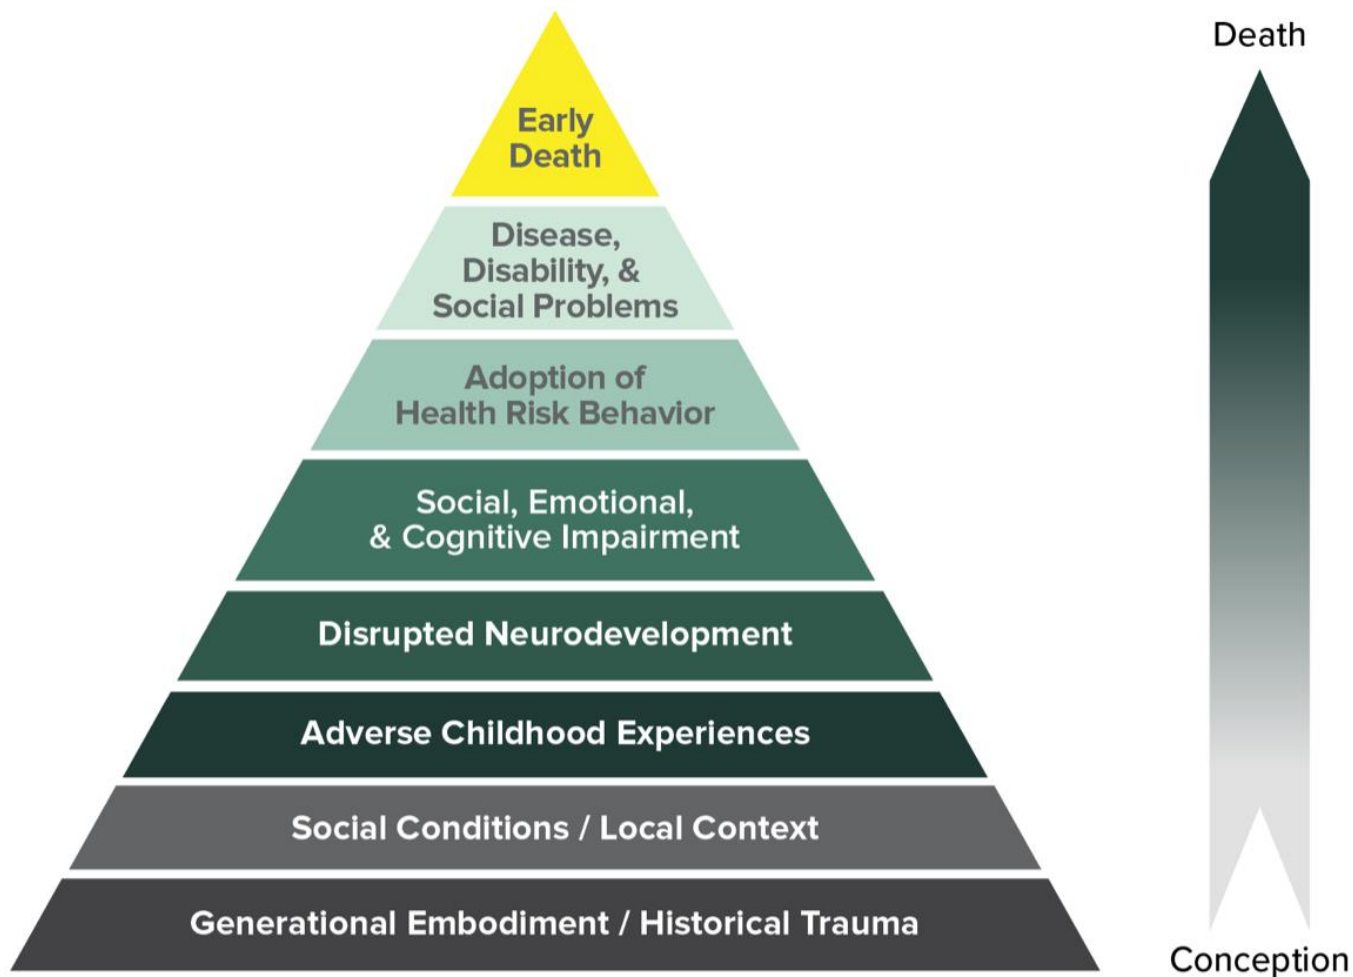 Death
Early
Death
Disease,
Disability, &
Social Problems
Adoption of
Health Risk Behavior
Social, Emotional,
& Cognitive Impairment
Disrupted Neurodevelopment
Adverse Childhood Experiences
Social Conditions / Local Context
Generational Embodiment / Historical Trauma
Conception